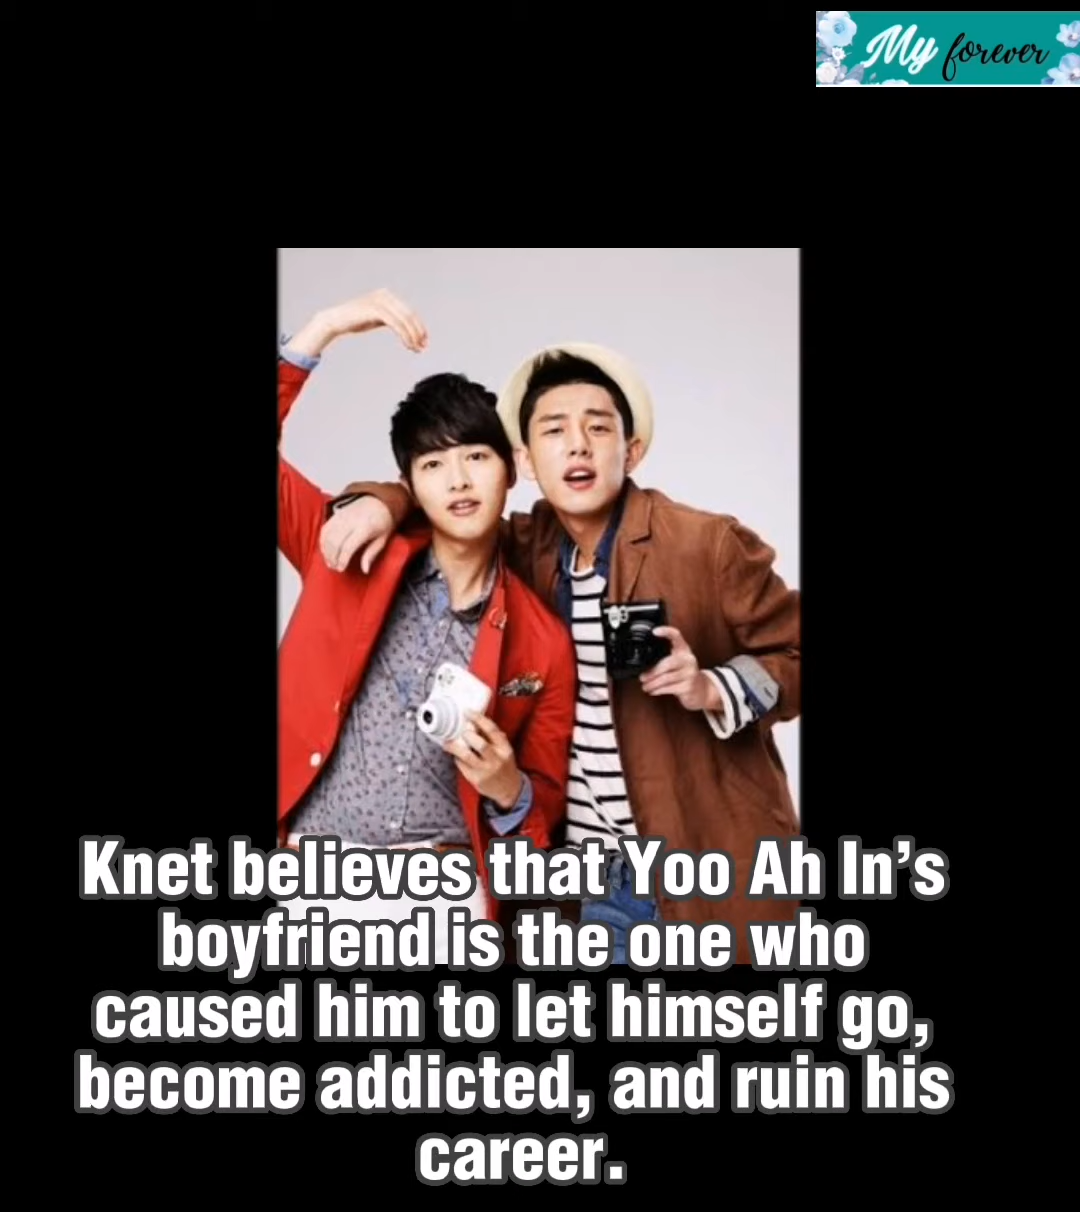 My forever
Knet believes that Yoo Ah In’s
boyfriend is the one who
caused him to let himself go,
become addicted, and ruin his
career.